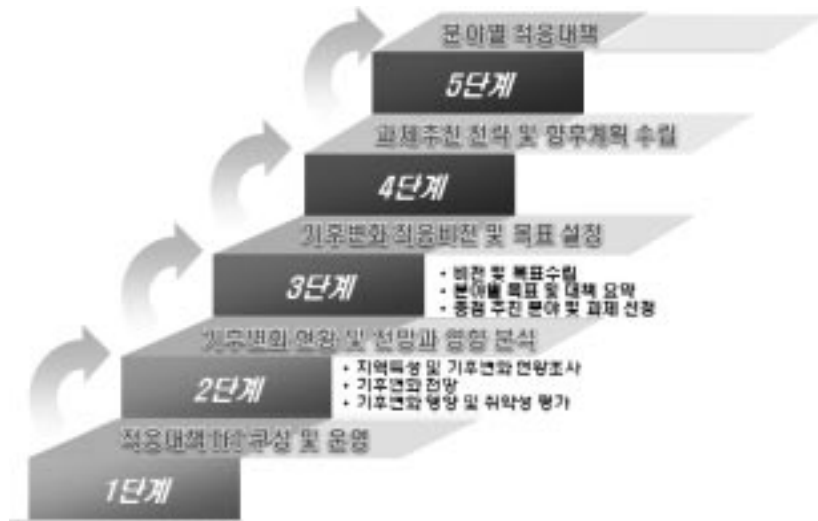 분야별 적응대책
5단계
과제추진 전략 및 향후계획 수립
4단계
기후변화 적응비전 및 목표 설정
3단계
• 비전 및 목표수립
• 분야별 목표 및 대책 요약
• 중점 추진 분야 및 과제 선정
기후변화 현황 및 전망과 영향 분석
2단계
• 지역특성 및 기후변화 현황조사
• 기후변화 전망
• 기후변화 영향 및 취약성 평가
적응대책 및 운영
1단계